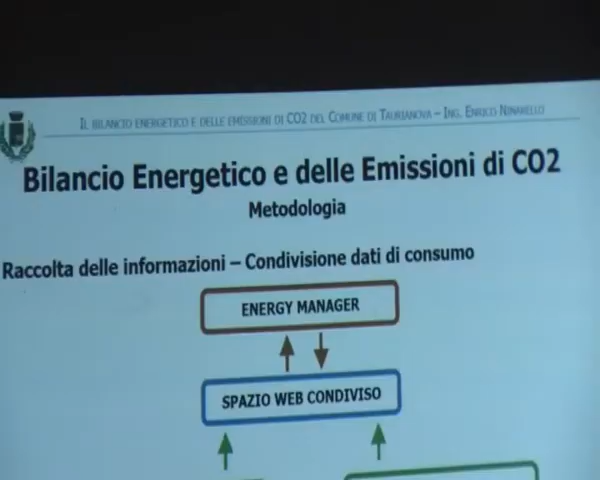 IL BILANCIO ENERGETICO E DELLE EMISSIONI DI CO2 DEL COMUNE DI TAURIANOVA – ING. ENRICO NINARELLO
Bilancio Energetico e delle Emissioni di CO2
Metodologia
Raccolta delle informazioni – Condivisione dati di consumo
ENERGY MANAGER
SPAZIO WEB CONDIVISO